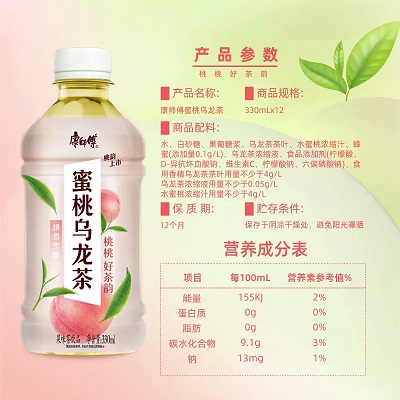 产品参数
桃桃好茶韵
产品名称：
康师傅蜜桃乌龙茶
商品规格：
330mLx12
商品配料：
水、白砂糖、果葡糖浆、乌龙茶茶叶、水蜜桃浓缩汁、蜂
蜜(添加量0.1g/L)、乌龙茶浓缩液、食品添加剂(柠檬酸、
D-异抗坏血酸钠、维生素C、柠檬酸钠、六偏磷酸钠)、食
用香精乌龙茶茶叶用量不少于4g/L
乌龙茶浓缩液用量不少于0.05g/L
水蜜桃浓缩汁用量不少于4g/L
保质期：
12个月
贮存条件：
保存于阴凉干燥处，避免阳光曝晒
营养成分表
项目 每100mL 营养素参考值%
能量 155KJ 2%
蛋白质 0g 0%
脂肪 0g 0%
碳水化合物 9.1g 3%
钠 13mg 1%
康师傅
桃韵
上市
蜜桃乌龙茶
桃桃好茶韵
果味茶饮品 净含量:330ml